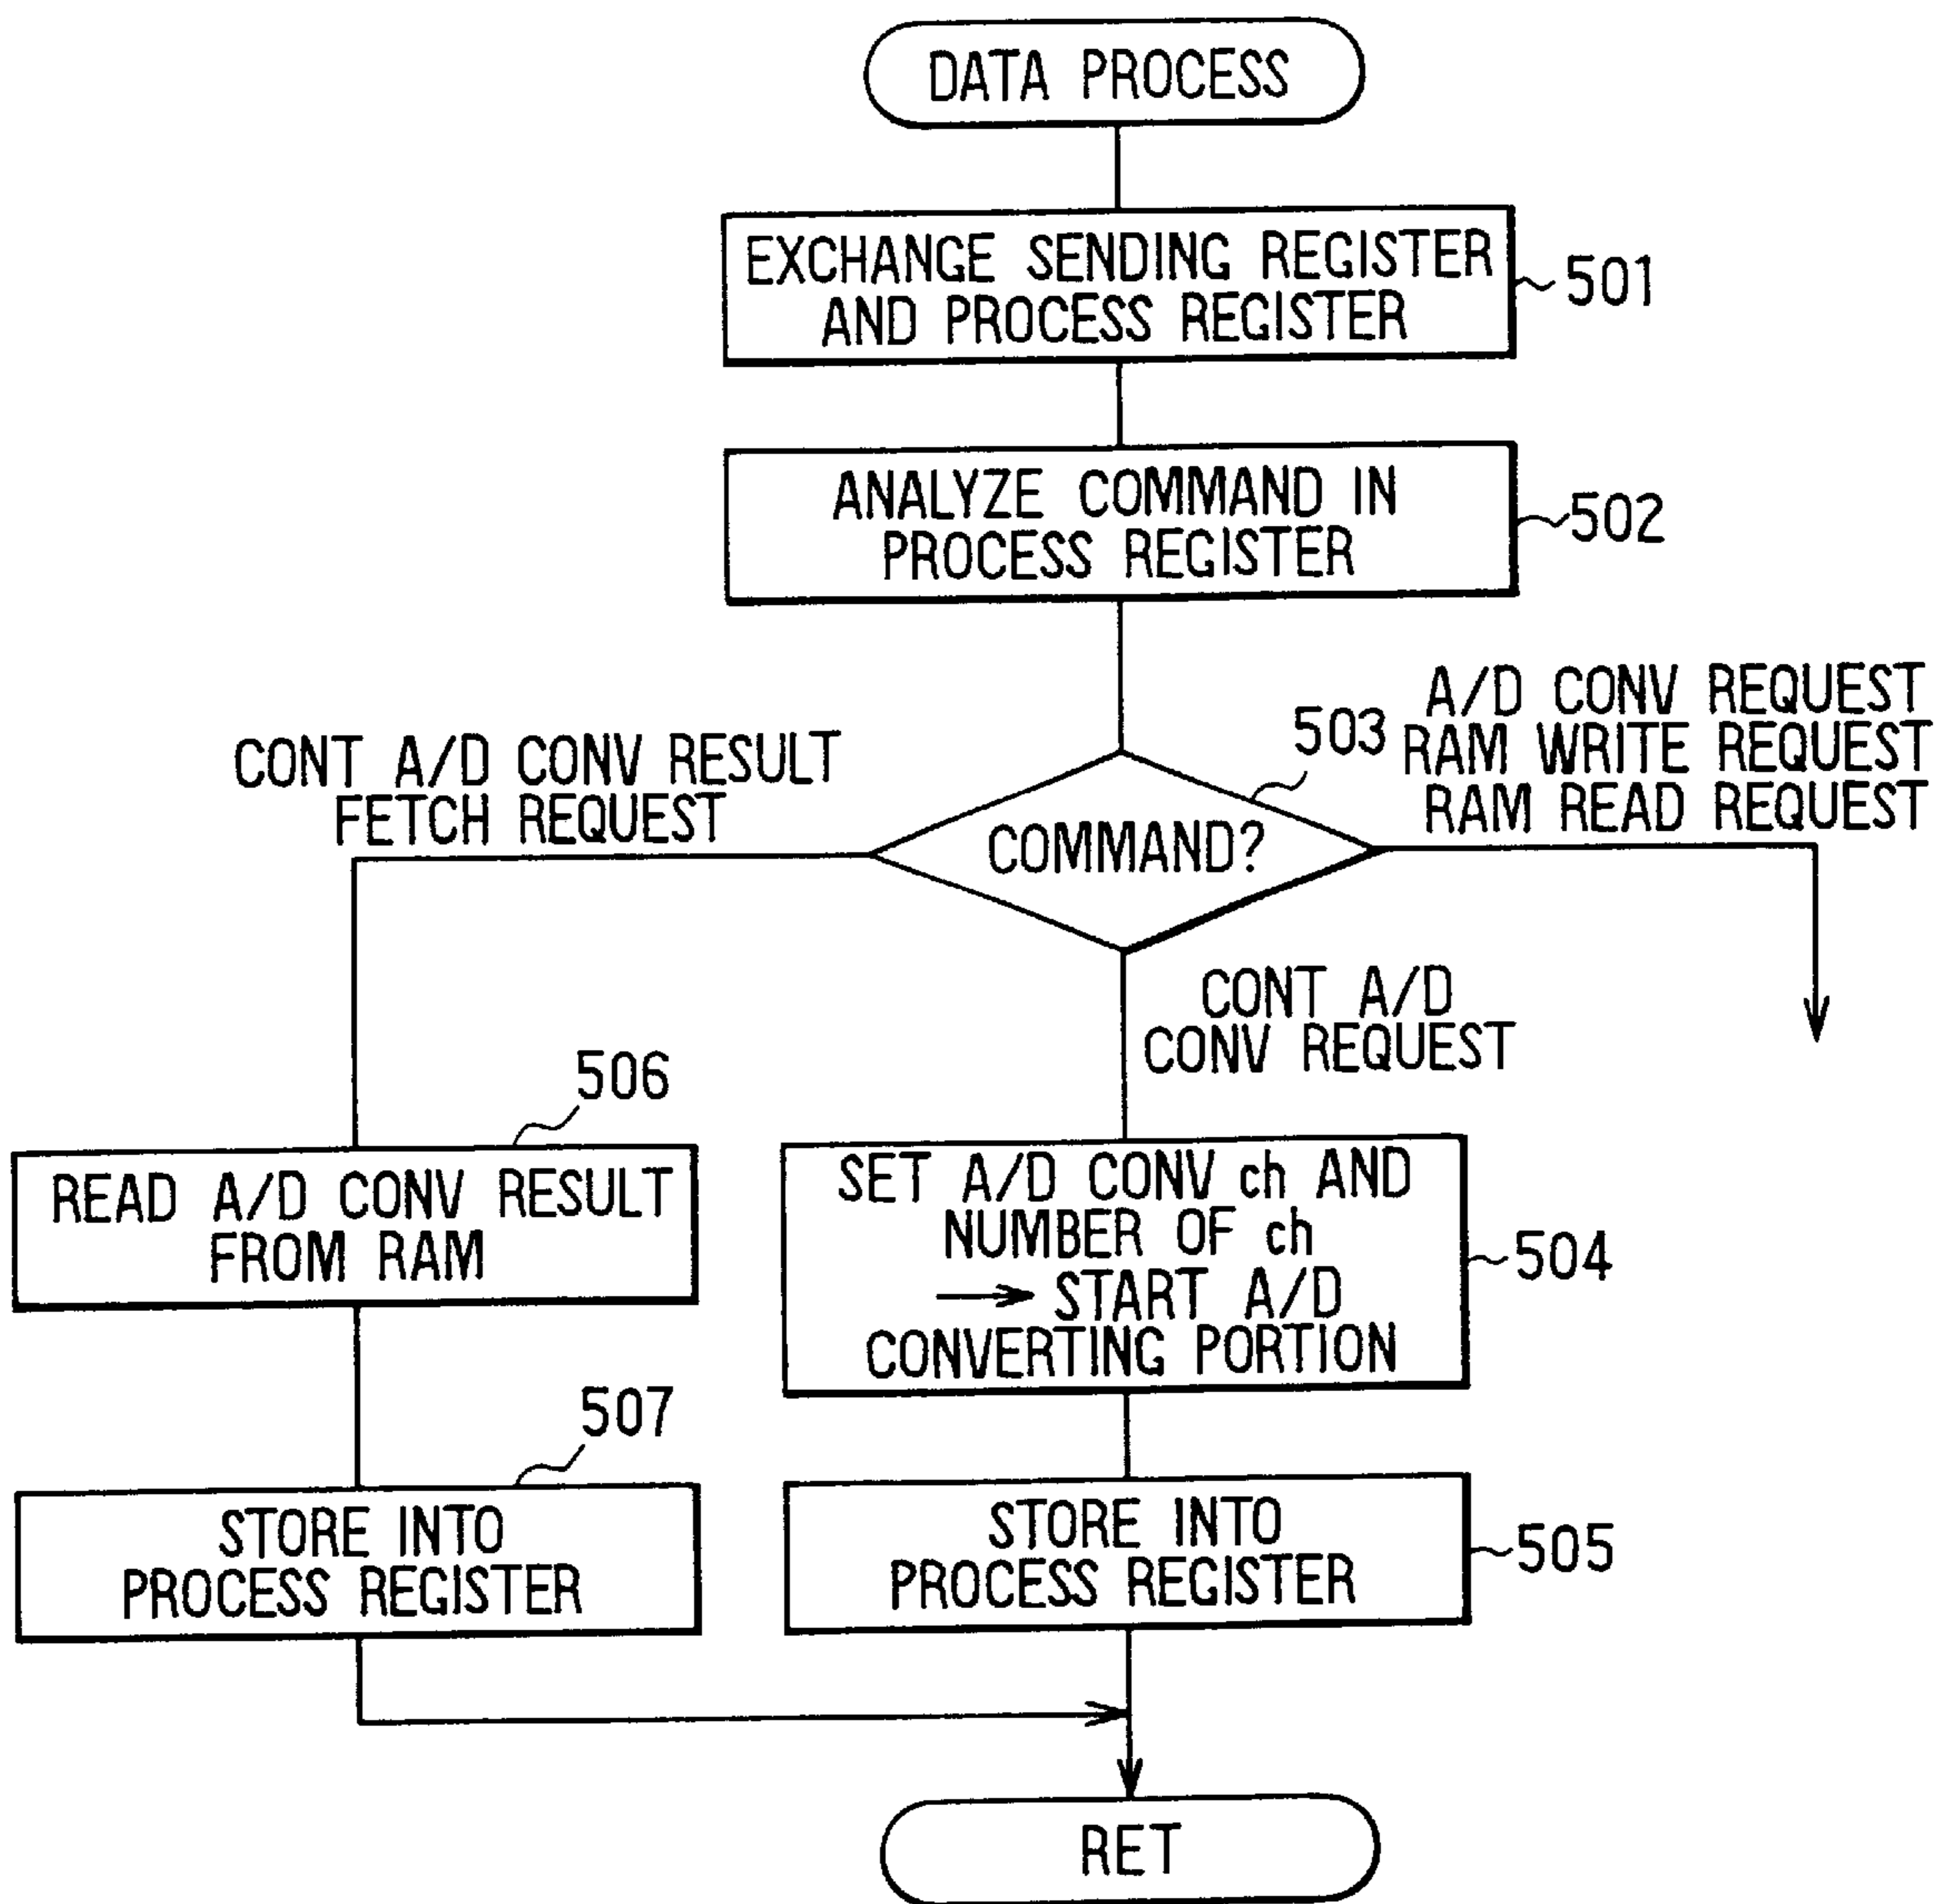 DATA PROCESS
EXCHANGE SENDING REGISTER
AND PROCESS REGISTER
501
ANALYZE COMMAND IN
PROCESS REGISTER
502
A/D CONV REQUEST
RAM WRITE REQUEST
RAM READ REQUEST
503
CONT A/D CONV RESULT
FETCH REQUEST
COMMAND?
CONT A/D
CONV REQUEST
506
READ A/D CONV RESULT
FROM RAM
SET A/D CONV ch AND
NUMBER OF ch
→ START A/D
CONVERTING PORTION
504
507
STORE INTO
PROCESS REGISTER
STORE INTO
PROCESS REGISTER
505
RET